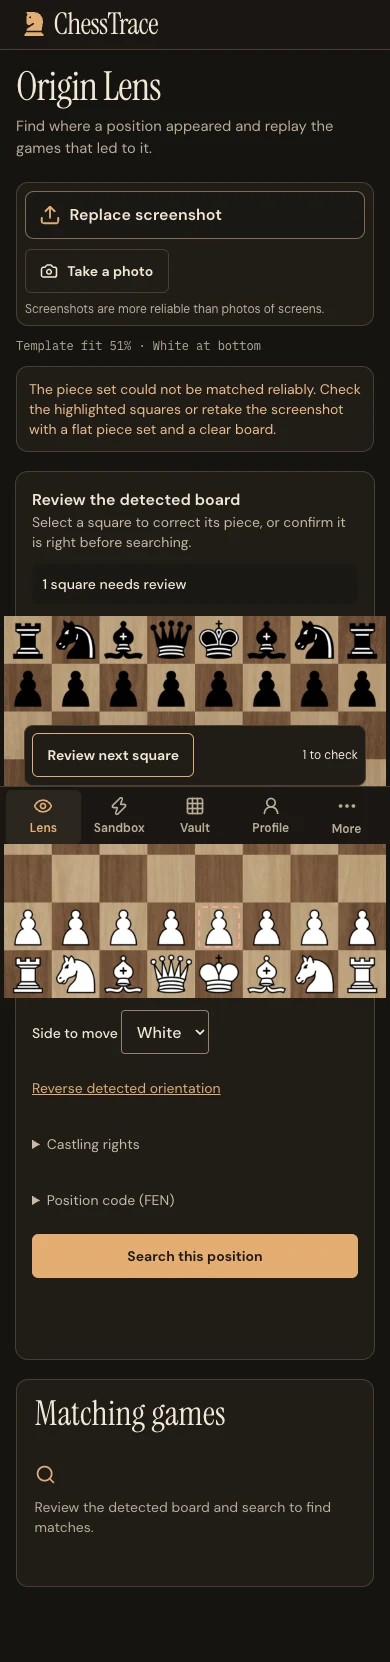 ChessTrace
Origin Lens
Find where a position appeared and replay the
games that led to it.
Replace screenshot
Take a photo
Screenshots are more reliable than photos of screens.
Template fit 51% · White at bottom
The piece set could not be matched reliably. Check
the highlighted squares or retake the screenshot
with a flat piece set and a clear board.
Review the detected board
Select a square to correct its piece, or confirm it
is right before searching.
1 square needs review
Review next square
1 to check
Lens
Sandbox
Vault
Profile
More
Side to move White
Reverse detected orientation
Castling rights
Position code (FEN)
Search this position
Matching games
Review the detected board and search to find
matches.